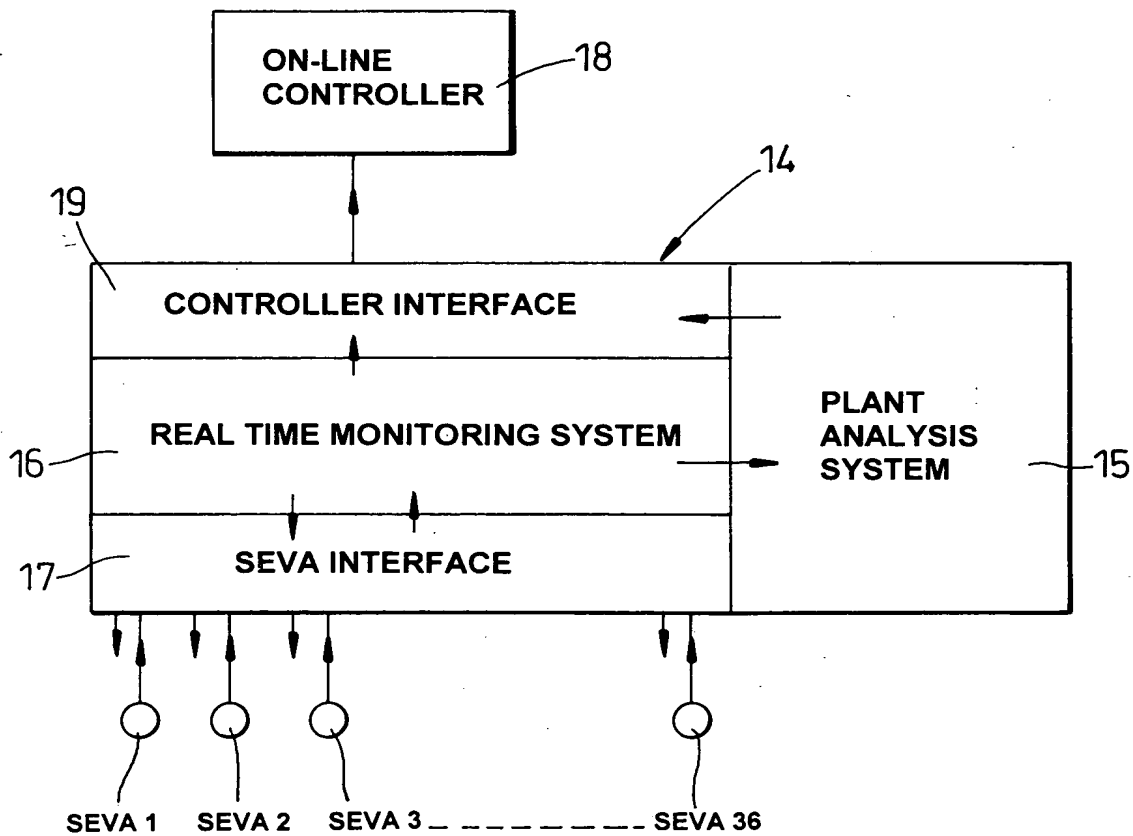 ON-LINE
CONTROLLER
18
14
19
CONTROLLER INTERFACE
REAL TIME MONITORING SYSTEM
16
PLANT
ANALYSIS
SYSTEM
15
SEVA INTERFACE
17
SEVA 1 SEVA 2 SEVA 3 _ _ _ _ _ _ _ SEVA 36